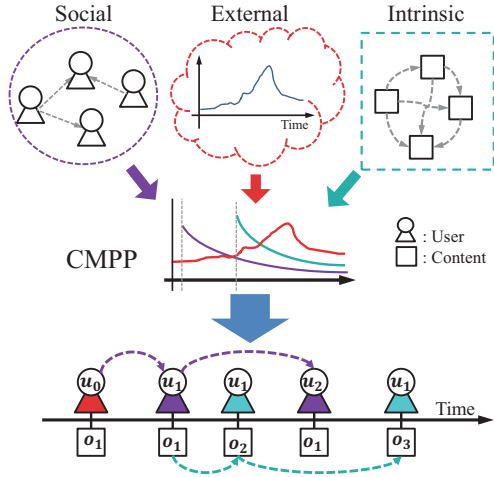 Social External Intrinsic
Time
CMPP
: User
: Content
u₀ u₁ u₁ u₂ u₁
Time
o₁ o₁ o₂ o₁ o₃